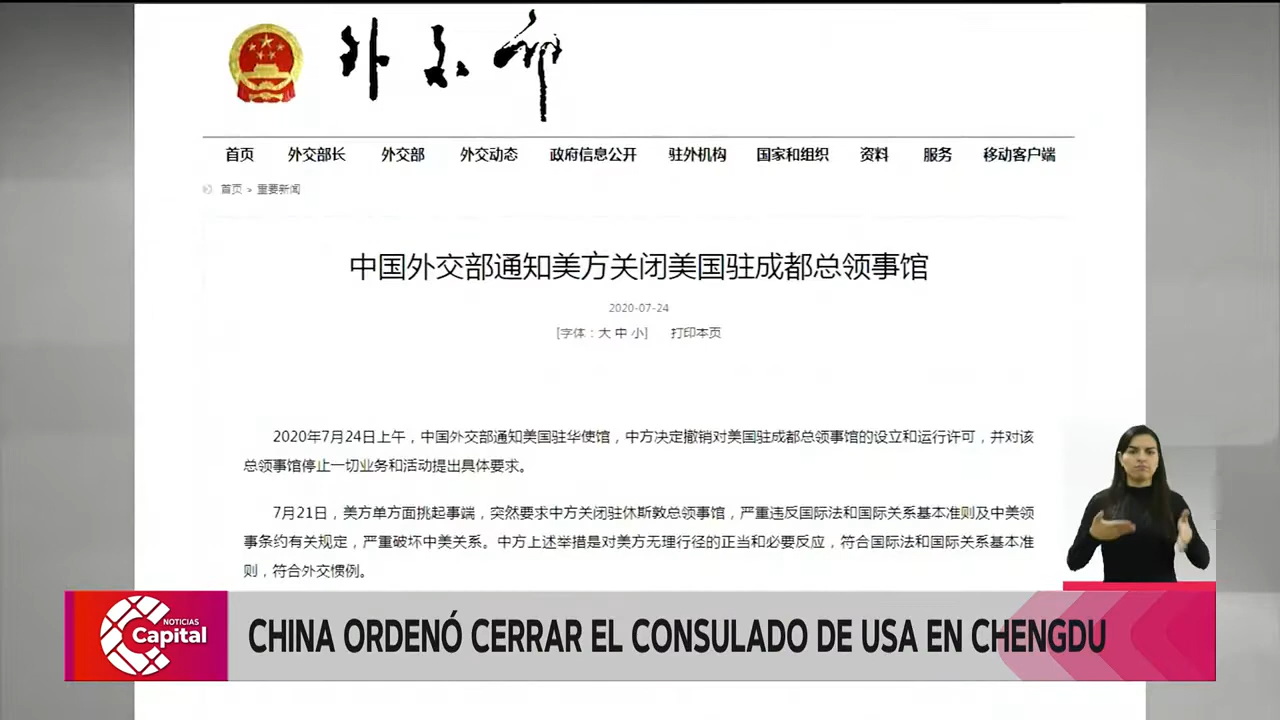 外交部
首页 外交部长 外交部 外交动态 政府信息公开 驻外机构 国家和组织 资料 服务 移动客户端
首页 > 重要新闻
中国外交部通知美方关闭美国驻成都总领事馆
2020-07-24
[字体：大 中 小] 打印本页
2020年7月24日上午，中国外交部通知美国驻华使馆，中方决定撤销对美国驻成都总领事馆的设立和运行许可，并对该
总领事馆停止一切业务和活动提出具体要求。
7月21日，美方单方面挑起事端，突然要求中方关闭驻休斯敦总领事馆，严重违反国际法和国际关系基本准则及中美领
事条约有关规定，严重破坏中美关系。中方上述举措是对美方无理行径的正当和必要反应，符合国际法和国际关系基本准
则，符合外交惯例。
NOTICIAS
Capital
CHINA ORDENÓ CERRAR EL CONSULADO DE USA EN CHENGDU